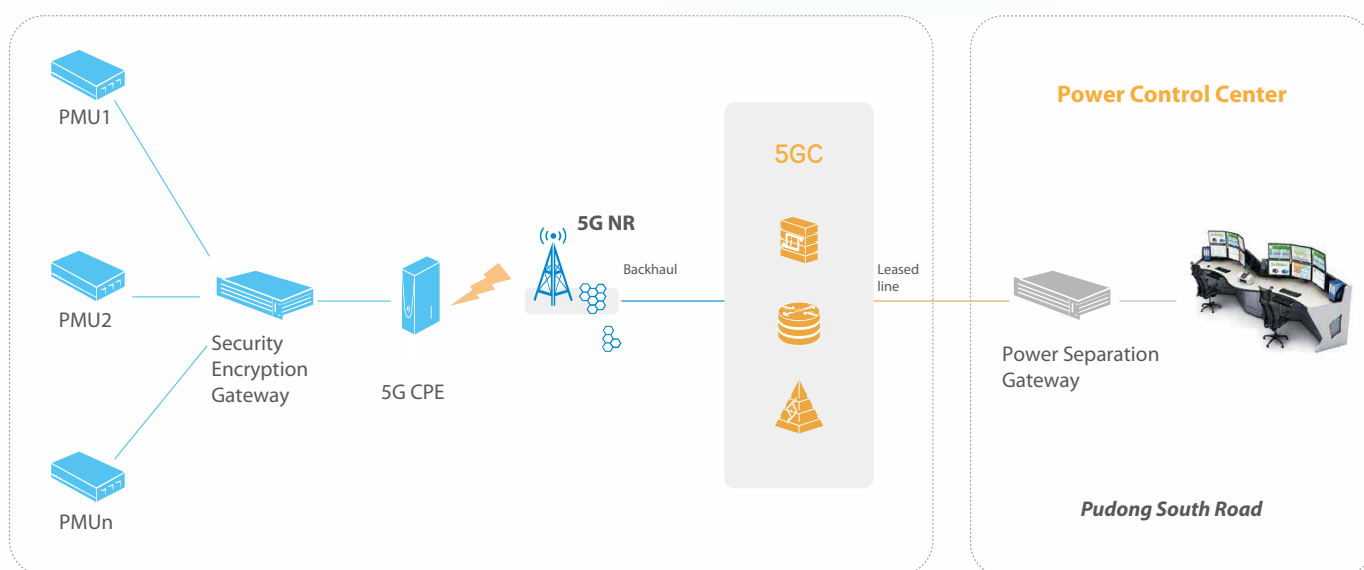 PMU1
PMU2
PMUn
Security
Encryption
Gateway
5G CPE
5G NR
Backhaul
5GC
Leased
line
Power Control Center
Power Separation
Gateway
Pudong South Road